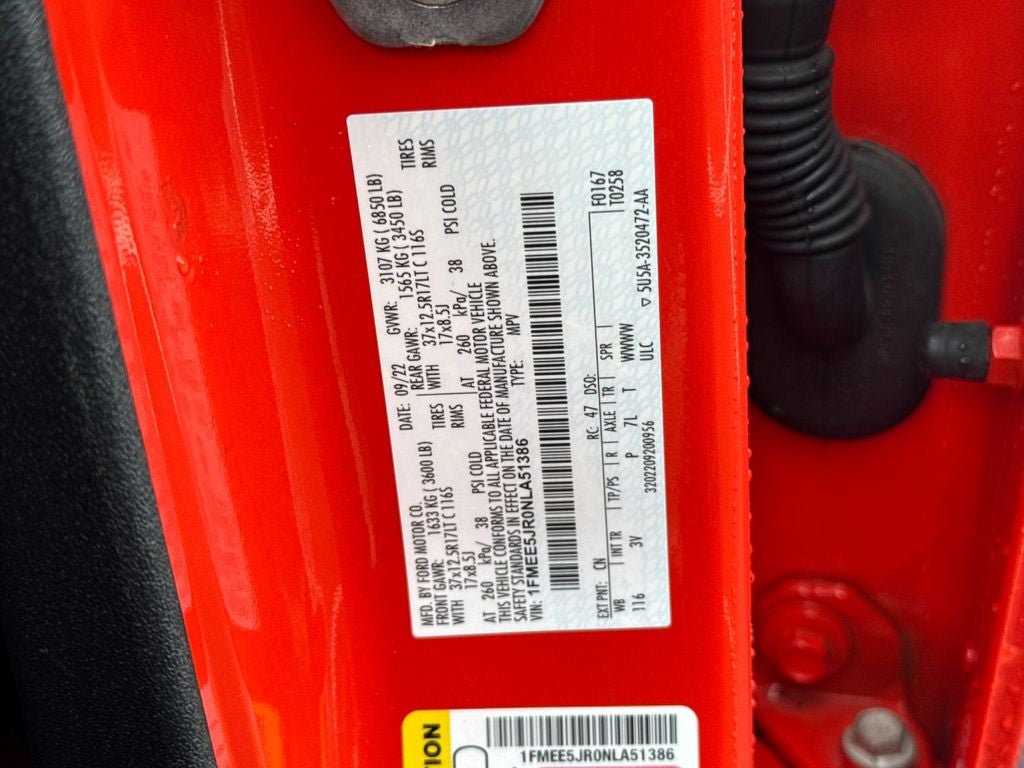 MFD. BY FORD MOTOR CO.
DATE: 09/22 GVWR: 3107 KG ( 6850 LB)
FRONT GAWR: 1633 KG ( 3600 LB) REAR GAWR: 1565 KG ( 3450 LB)
WITH 37x12.5R17LT C 116S TIRES WITH 37x12.5R17LT C 116S TIRES
17x8.5J RIMS 17x8.5J RIMS
AT 260 kPa/ 38 PSI COLD AT 260 kPa/ 38 PSI COLD
THIS VEHICLE CONFORMS TO ALL APPLICABLE FEDERAL MOTOR VEHICLE
SAFETY STANDARDS IN EFFECT ON THE DATE OF MANUFACTURE SHOWN ABOVE.
VIN: 1FMEE5JR0NLA51386 TYPE: MPV
F0167
T0258
EXT PNT: CN RC: 47 DSO:
WB INT TR TP/PS R AXLE TR SPR
116 3V P 7L T WWWW
3202209200956 ULC ▽ 5U5A-3520472-AA
1FMEE5JR0NLA51386